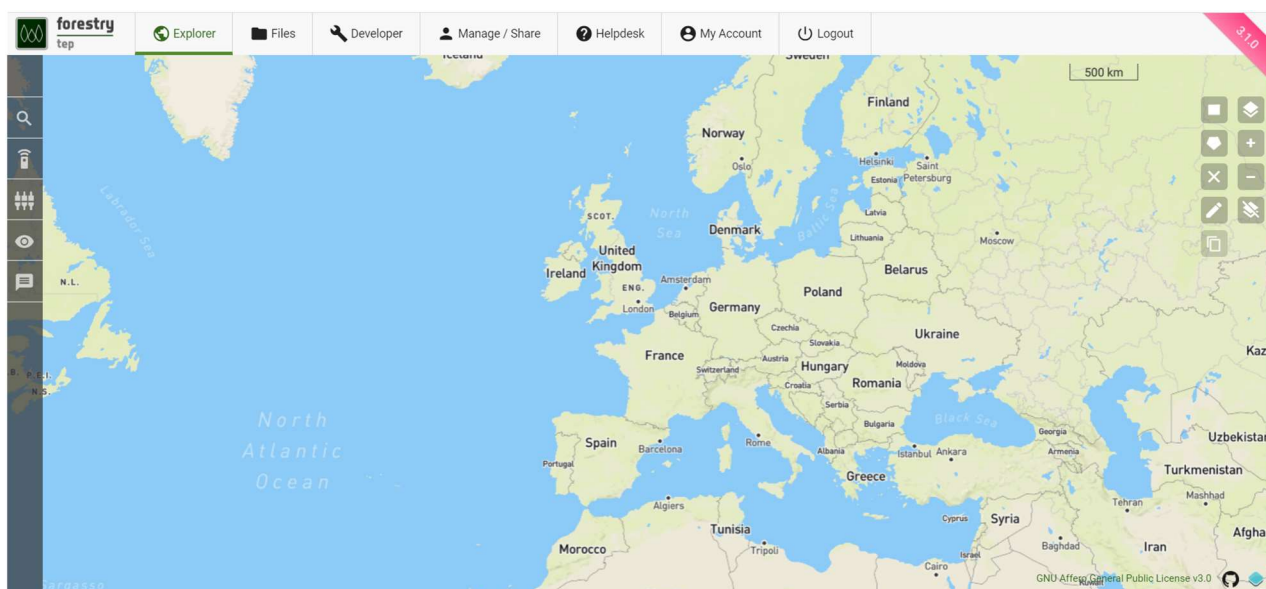 forestry
tep
Explorer
Files
Developer
Manage / Share
Helpdesk
My Account
Logout
3.1.0
Iceland
Sweden
500 km
Finland
Norway
Oslo
Helsinki
Saint
Petersburg
Estonia
Labrador
Sea
SCOT.
North
Sea
Denmark
Baltic Sea
Latvia
Lithuania
Moscow
United
Kingdom
Ireland
Amsterdam
Belarus
N.L.
ENG.
London
Belgium
Germany
Poland
Czechia
Ukraine
Slovakia
France
Austria
Switzerland
Hungary
Moldova
Kaz
P.E.I.
N.S.
Croatia
Romania
Serbia
North
Atlantic
Ocean
Bulgaria
Black Sea
Georgia
Uzbekistan
Spain
Barcelona
Rome
Portugal
Albania
Istanbul
Ankara
Armenia
Greece
Turkmenistan
Algiers
Tehran
Mashhad
Cyprus
Syria
Tunisia
Afgha
Morocco
Tripoli
Israel
Baghdad
Iran
Cairo
Kuwait
Sargasso
GNU Affero General Public License v3.0